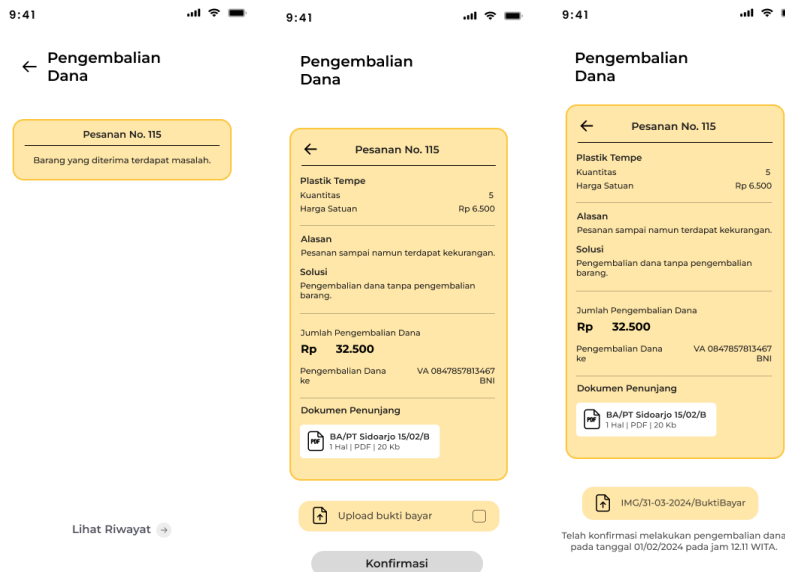 9:41
Pengembalian
Dana
Pesanan No. 115
Barang yang diterima terdapat masalah.
Lihat Riwayat
9:41
Pengembalian
Dana
Pesanan No. 115
Plastik Tempe
Kuantitas 5
Harga Satuan Rp 6.500
Alasan
Pesanan sampai namun terdapat kekurangan.
Solusi
Pengembalian dana tanpa pengembalian
barang.
Jumlah Pengembalian Dana
Rp 32.500
Pengembalian Dana VA 0847857813467
ke BNI
Dokumen Penunjang
PDF
BA/PT Sidoarjo 15/02/B
1 Hal | PDF | 20 Kb
Upload bukti bayar
Konfirmasi
9:41
Pengembalian
Dana
Pesanan No. 115
Plastik Tempe
Kuantitas 5
Harga Satuan Rp 6.500
Alasan
Pesanan sampai namun terdapat kekurangan.
Solusi
Pengembalian dana tanpa pengembalian
barang.
Jumlah Pengembalian Dana
Rp 32.500
Pengembalian Dana VA 0847857813467
ke BNI
Dokumen Penunjang
PDF
BA/PT Sidoarjo 15/02/B
1 Hal | PDF | 20 Kb
IMG/31-03-2024/BuktiBayar
Telah konfirmasi melakukan pengembalian dana
pada tanggal 01/02/2024 pada jam 12.11 WITA.